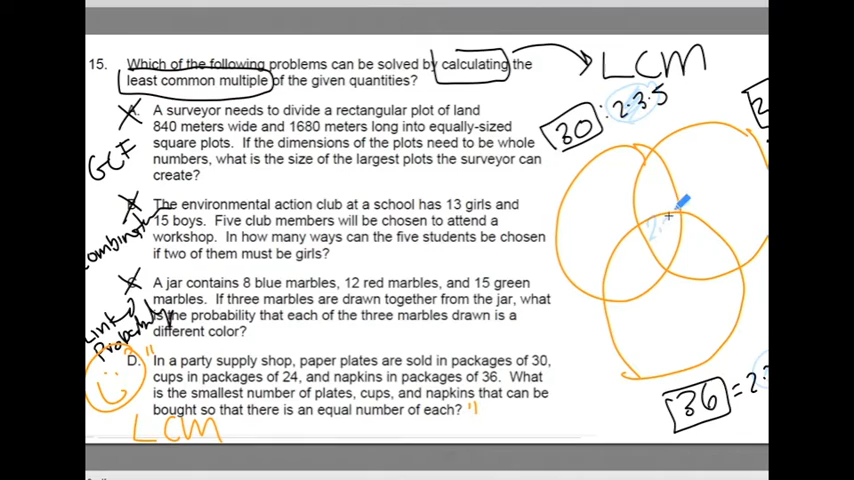 15. Which of the following problems can be solved by calculating the
least common multiple of the given quantities?
LCM
A. A surveyor needs to divide a rectangular plot of land
840 meters wide and 1680 meters long into equally-sized
square plots. If the dimensions of the plots need to be whole
numbers, what is the size of the largest plots the surveyor can
create?
GCF
B. The environmental action club at a school has 13 girls and
15 boys. Five club members will be chosen to attend a
workshop. In how many ways can the five students be chosen
if two of them must be girls?
C. A jar contains 8 blue marbles, 12 red marbles, and 15 green
marbles. If three marbles are drawn together from the jar, what
is the probability that each of the three marbles drawn is a
different color?
Probability
D. In a party supply shop, paper plates are sold in packages of 30,
cups in packages of 24, and napkins in packages of 36. What
is the smallest number of plates, cups, and napkins that can be
bought so that there is an equal number of each?
LCM
30 : 2·3·5
2·
36 = 2·